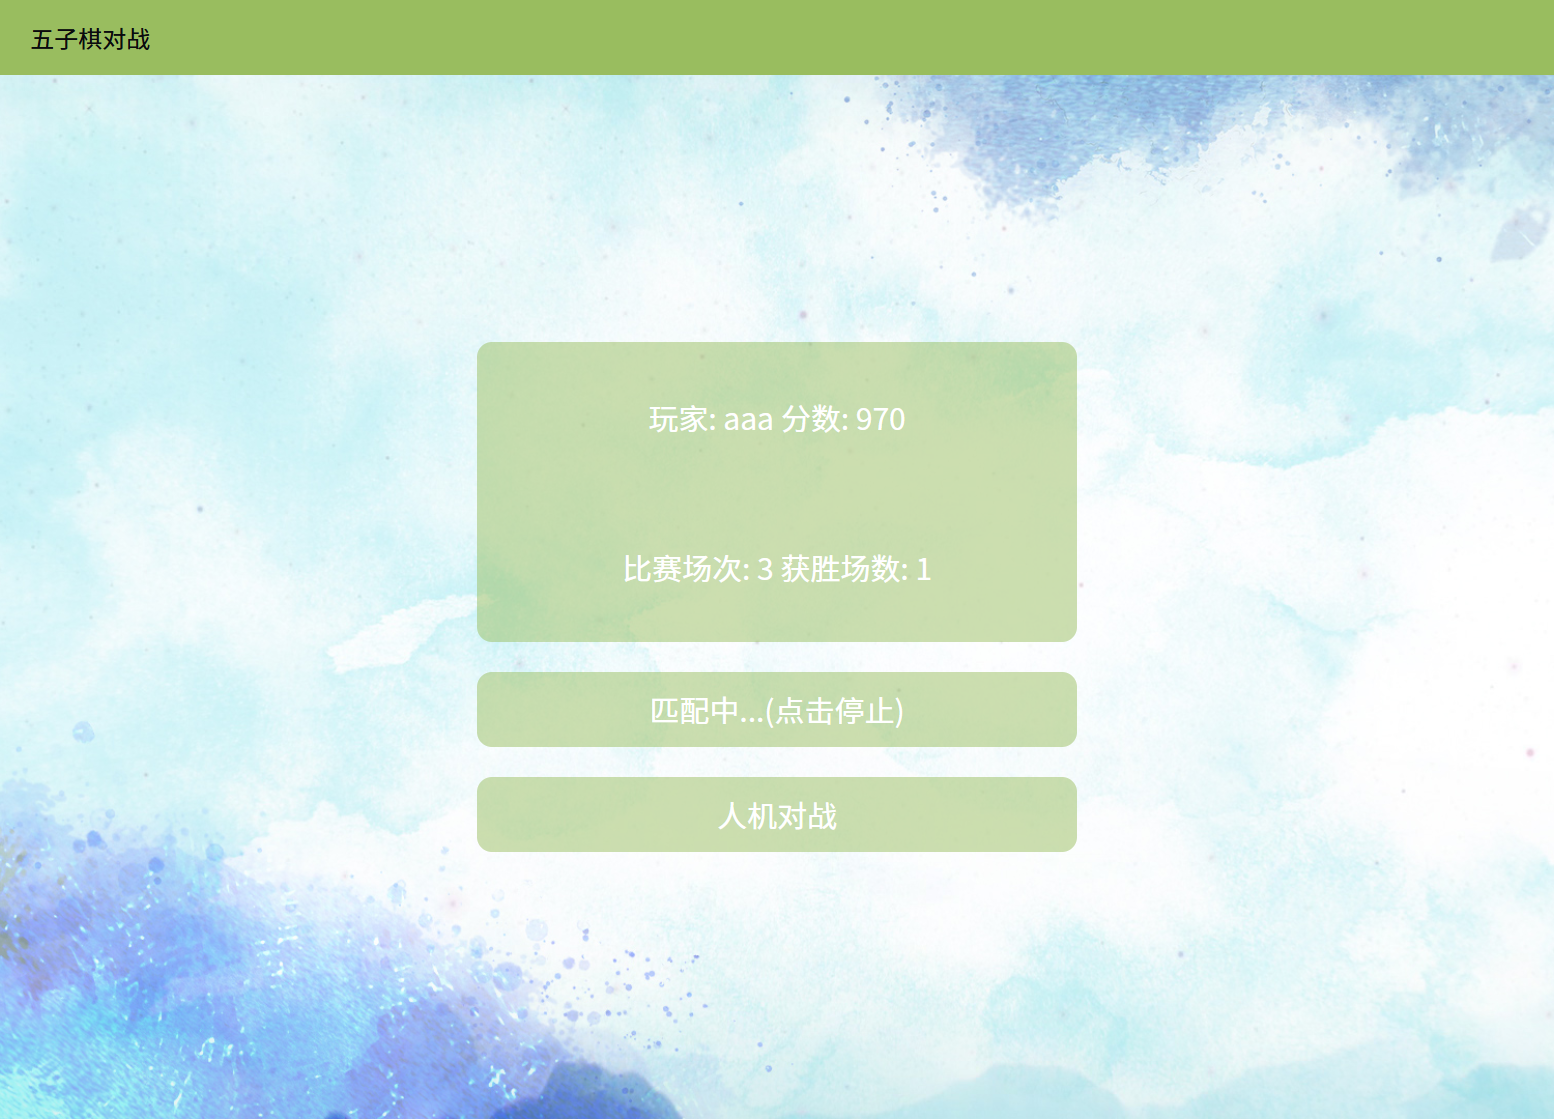 五子棋对战
玩家: aaa 分数: 970
比赛场次: 3 获胜场数: 1
匹配中...(点击停止)
人机对战